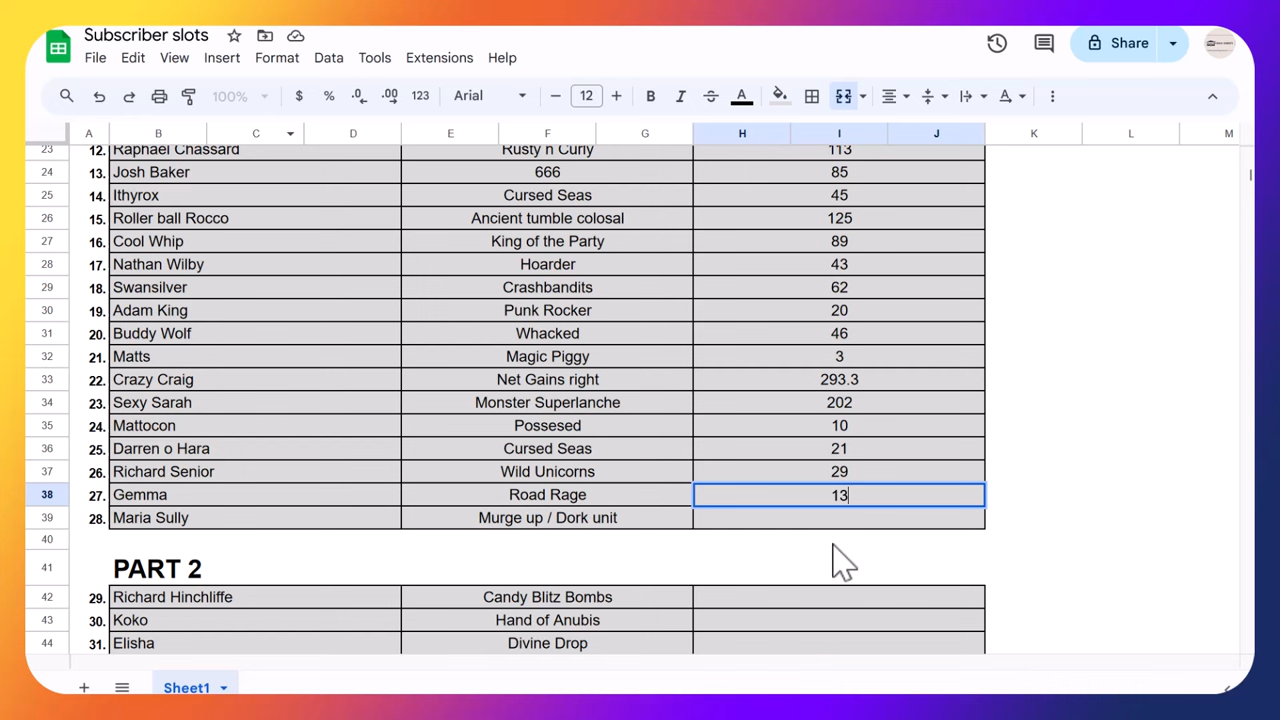 Subscriber slots
File Edit View Insert Format Data Tools Extensions Help
Share
100% $ % .0 .00 123 Arial 12 B I A
A B C D E F G H I J K L M
23 12. Raphael Chassard Rusty n Curly 113
24 13. Josh Baker 666 85
25 14. Ithyrox Cursed Seas 45
26 15. Roller ball Rocco Ancient tumble colosal 125
27 16. Cool Whip King of the Party 89
28 17. Nathan Wilby Hoarder 43
29 18. Swansilver Crashbandits 62
30 19. Adam King Punk Rocker 20
31 20. Buddy Wolf Whacked 46
32 21. Matts Magic Piggy 3
33 22. Crazy Craig Net Gains right 293.3
34 23. Sexy Sarah Monster Superlanche 202
35 24. Mattocon Possesed 10
36 25. Darren o Hara Cursed Seas 21
37 26. Richard Senior Wild Unicorns 29
38 27. Gemma Road Rage 13
39 28. Maria Sully Murge up / Dork unit
40
41 PART 2
42 29. Richard Hinchliffe Candy Blitz Bombs
43 30. Koko Hand of Anubis
44 31. Elisha Divine Drop
Sheet1